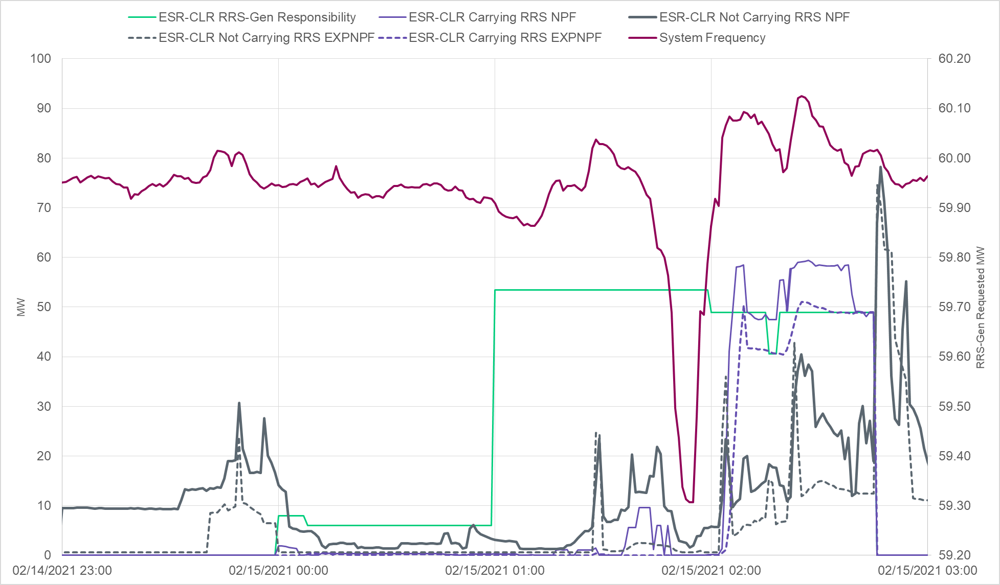 ESR-CLR RRS-Gen Responsibility ESR-CLR Carrying RRS NPF ESR-CLR Not Carrying RRS NPF
ESR-CLR Not Carrying RRS EXPNPF ESR-CLR Carrying RRS EXPNPF System Frequency
100 60.20
90 60.10
80 60.00
70 59.90
60 59.80
50 59.70
40 59.60
30 59.50
20 59.40
10 59.30
0 59.20
MW
RRS-Gen Requested MW
02/14/2021 23:00 02/15/2021 00:00 02/15/2021 01:00 02/15/2021 02:00 02/15/2021 03:00